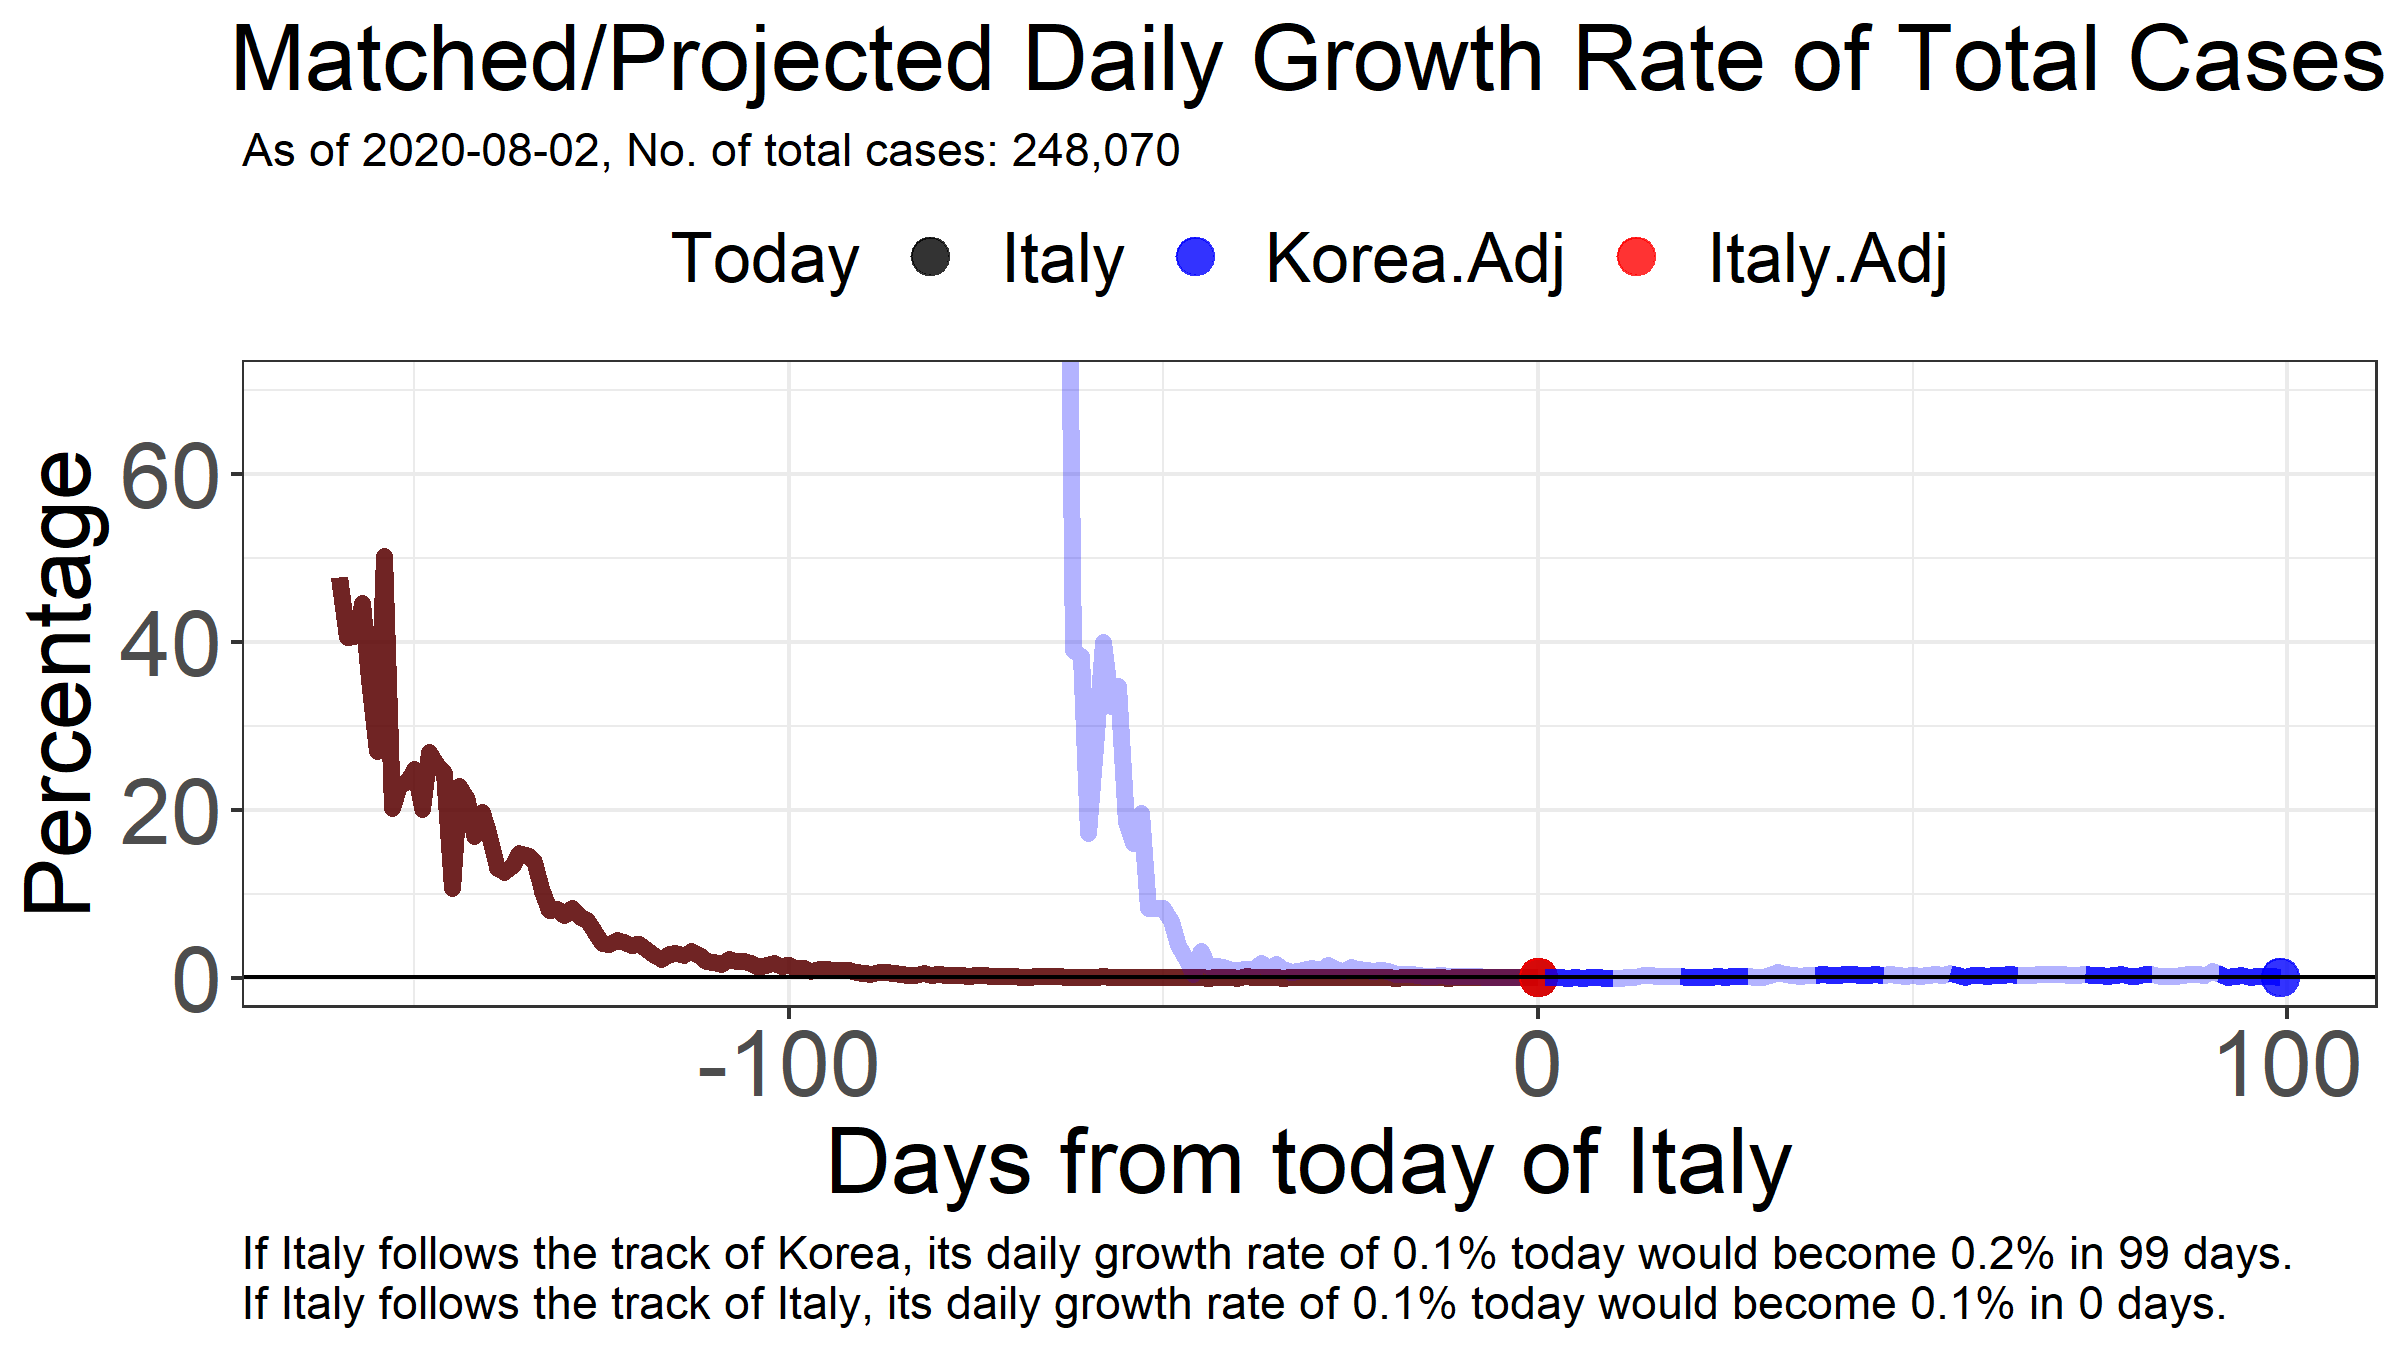 Matched/Projected Daily Growth Rate of Total Cases
As of 2020-08-02, No. of total cases: 248,070
Today Italy Korea.Adj Italy.Adj
Percentage
60
40
20
0
-100 0 100
Days from today of Italy
If Italy follows the track of Korea, its daily growth rate of 0.1% today would become 0.2% in 99 days.
If Italy follows the track of Italy, its daily growth rate of 0.1% today would become 0.1% in 0 days.